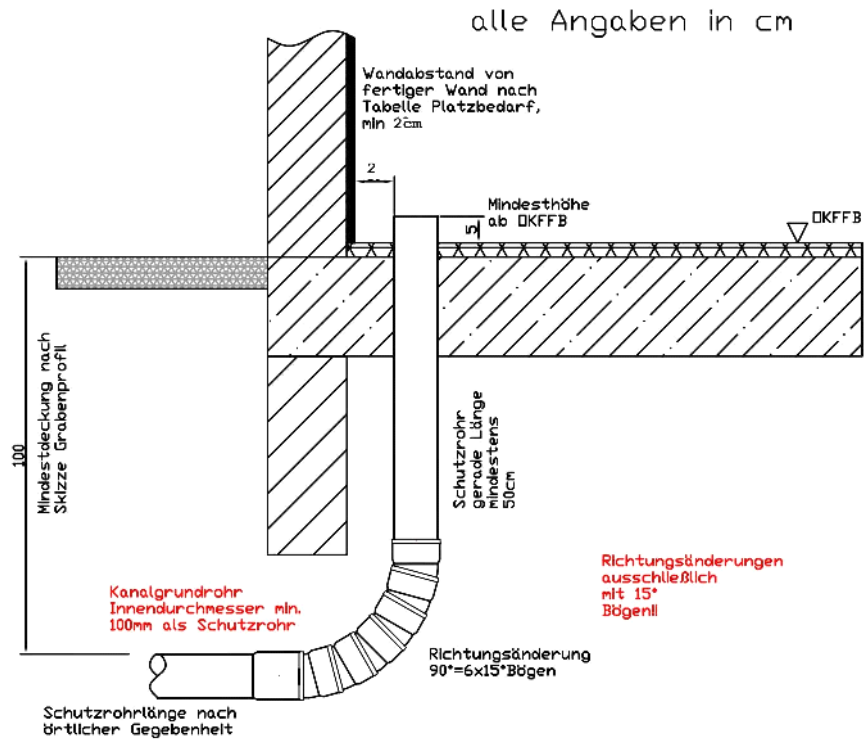 alle Angaben in cm
Wandabstand von
fertiger Wand nach
Tabelle Platzbedarf,
min 2cm
2
Mindesthöhe
ab OKFFB
5
OKFFB
Mindestdeckung nach
Skizze Grabenprofil
100
Schutzrohr
gerade Länge
mindestens
50cm
Kanalgrundrohr
Innendurchmesser min.
100mm als Schutzrohr
Richtungsänderungen
ausschließlich
mit 15°
Bögen!!
Richtungsänderung
90°=6x15°Bögen
Schutzrohrlänge nach
örtlicher Gegebenheit